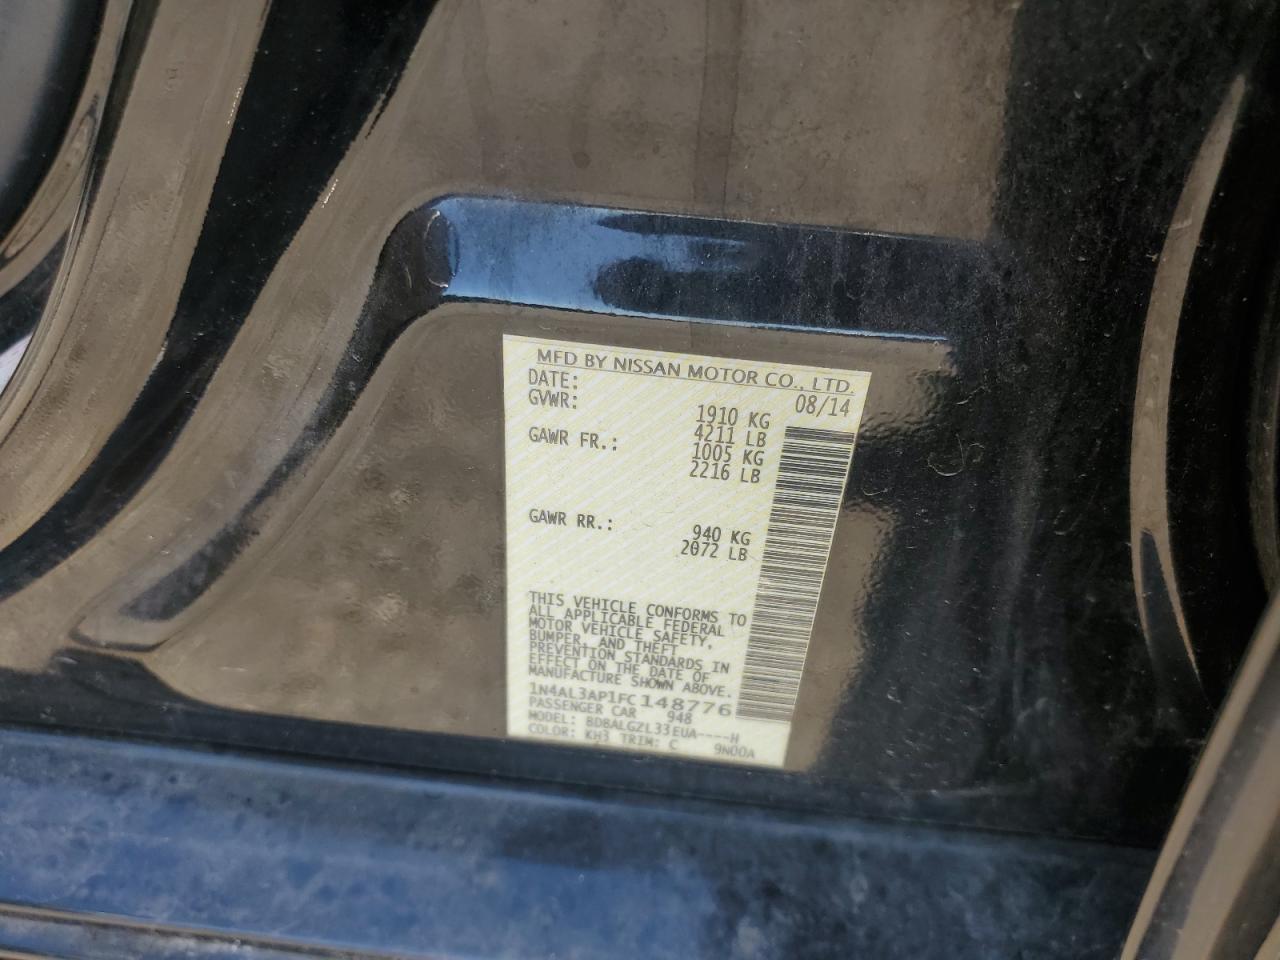 MFD BY NISSAN MOTOR CO., LTD.
DATE: 08/14
GVWR: 1910 KG
4211 LB
GAWR FR.: 1005 KG
2216 LB
GAWR RR.: 940 KG
2072 LB
THIS VEHICLE CONFORMS TO
ALL APPLICABLE FEDERAL
MOTOR VEHICLE SAFETY,
BUMPER, AND THEFT
PREVENTION STANDARDS IN
EFFECT ON THE DATE OF
MANUFACTURE SHOWN ABOVE.
1N4AL3AP1FC148776
PASSENGER CAR 948
MODEL: BDBALGZL33EUA----H
COLOR: KH3 TRIM: C 9N00A